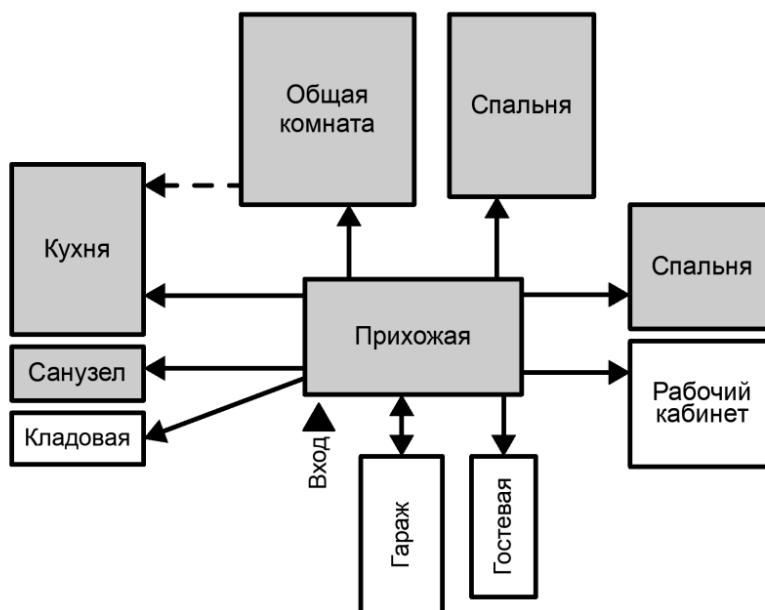 Общая
комната
Спальня
Кухня
Спальня
Прихожая
Санузел
Рабочий
кабинет
Кладовая
Вход
Гараж
Гостевая